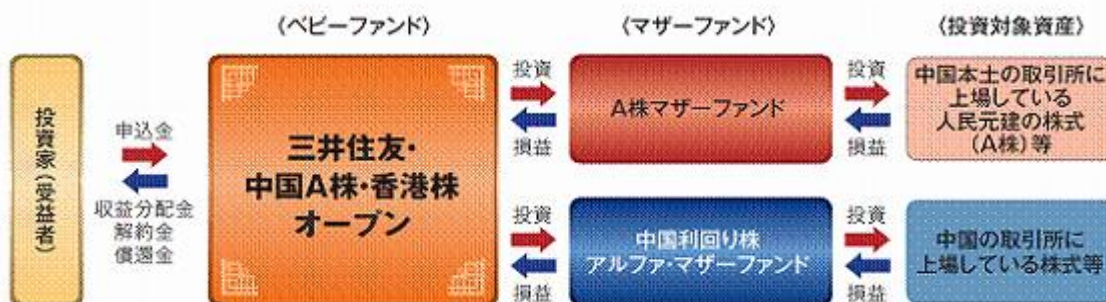 〈ベビーファンド〉
〈マザーファンド〉
〈投資対象資産〉
投資家(受益者)
申込金
収益分配金
解約金
償還金
三井住友・
中国A株・香港株
オープン
投資
損益
A株マザーファンド
投資
損益
中国本土の取引所に
上場している
人民元建の株式
(A株)等
投資
損益
中国利回り株
アルファ・マザーファンド
投資
損益
中国の取引所に
上場している株式等